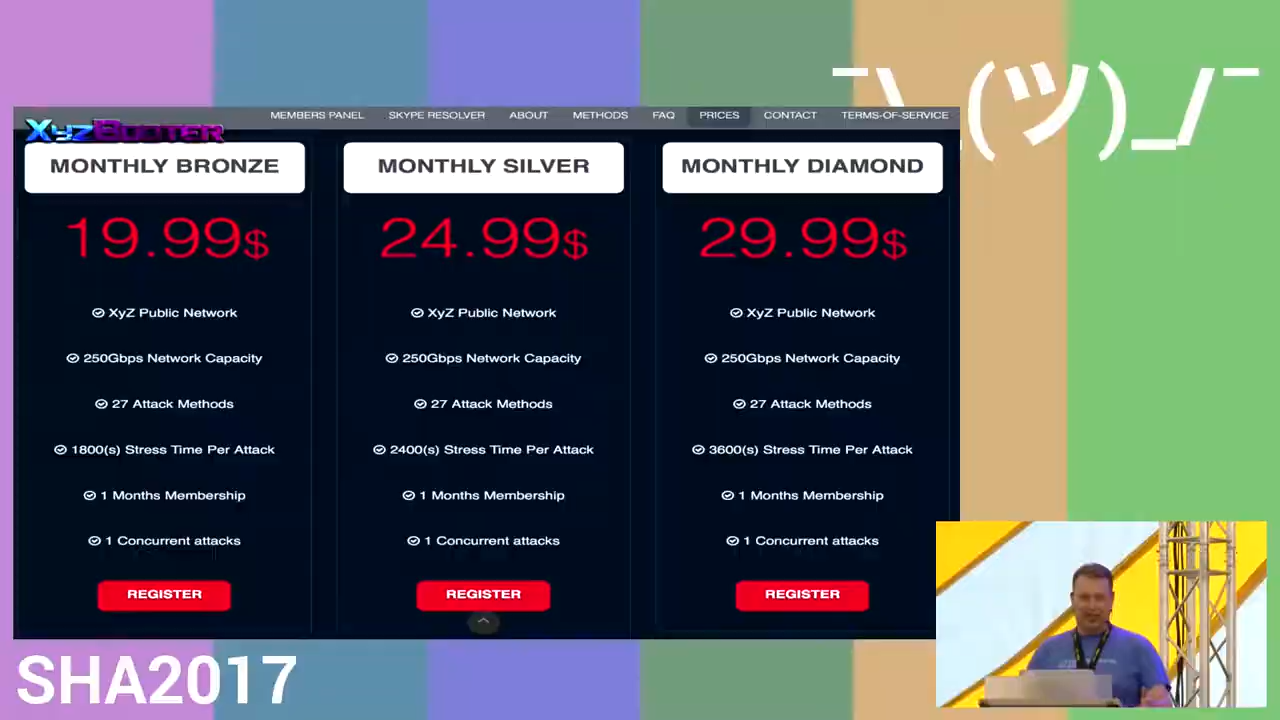 ¯\_(ツ)_/¯
XyZBooter
MEMBERS PANEL SKYPE RESOLVER ABOUT METHODS FAQ PRICES CONTACT TERMS-OF-SERVICE
MONTHLY BRONZE
19.99$
XyZ Public Network
250Gbps Network Capacity
27 Attack Methods
1800(s) Stress Time Per Attack
1 Months Membership
1 Concurrent attacks
REGISTER
MONTHLY SILVER
24.99$
XyZ Public Network
250Gbps Network Capacity
27 Attack Methods
2400(s) Stress Time Per Attack
1 Months Membership
1 Concurrent attacks
REGISTER
MONTHLY DIAMOND
29.99$
XyZ Public Network
250Gbps Network Capacity
27 Attack Methods
3600(s) Stress Time Per Attack
1 Months Membership
1 Concurrent attacks
REGISTER
SHA2017